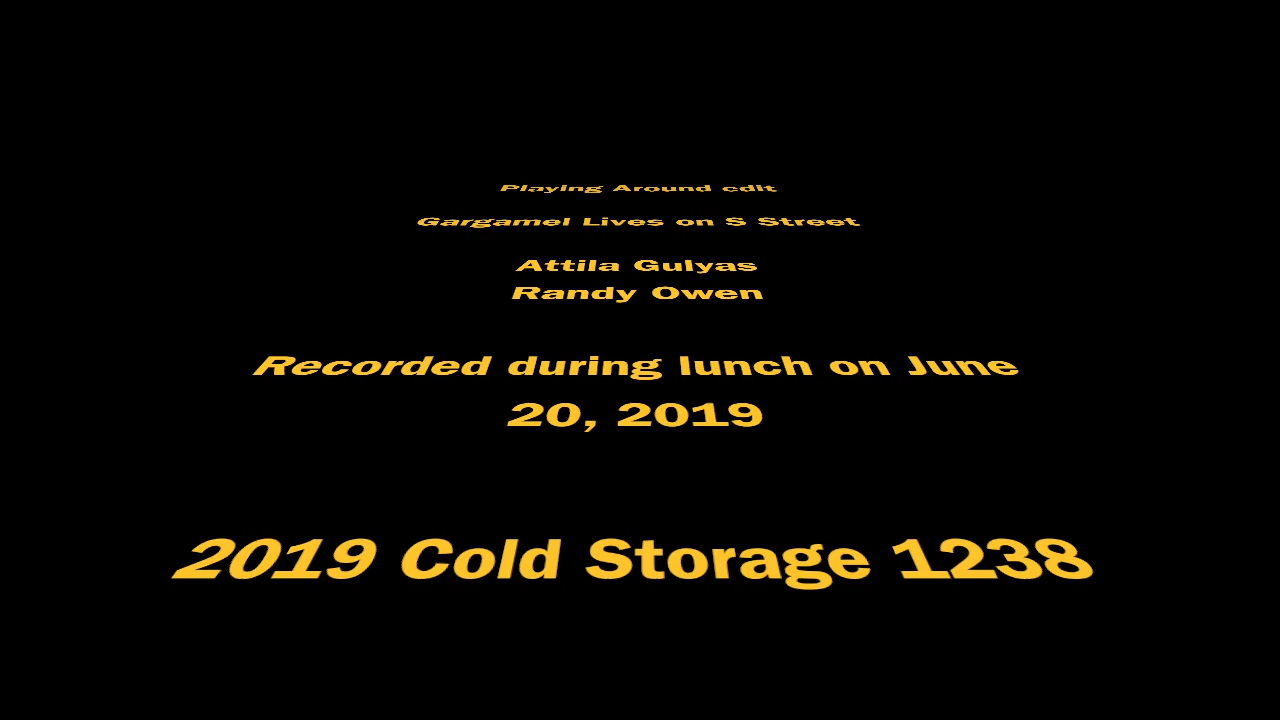 Playing Around edit
Gargamel Lives on S Street
Attila Gulyas
Randy Owen
Recorded during lunch on June
20, 2019
2019 Cold Storage 1238